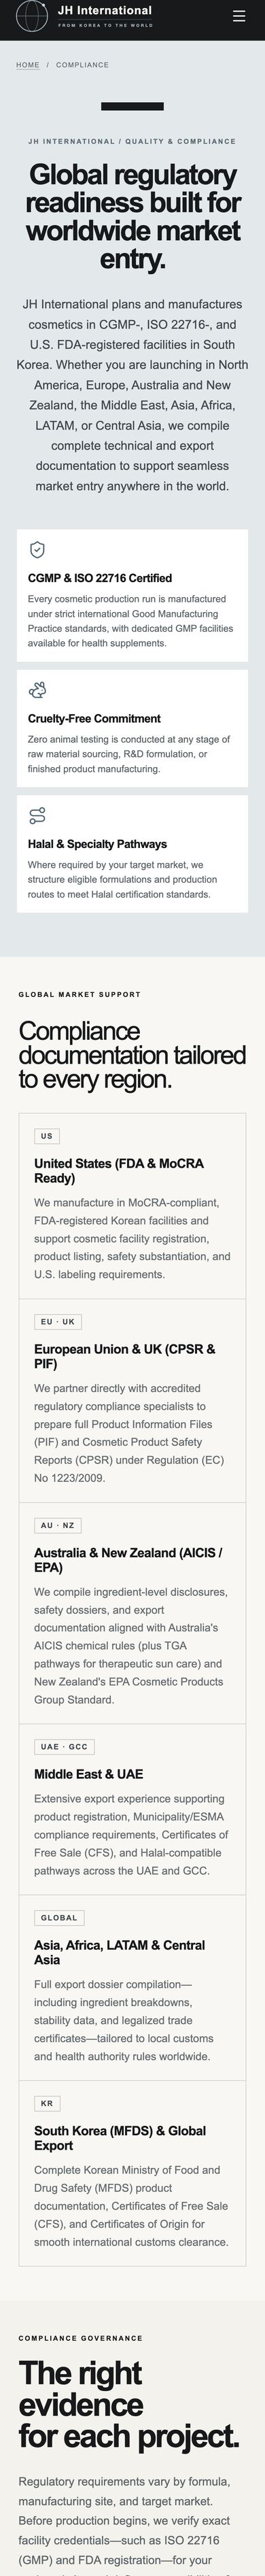 JH International
FROM KOREA TO THE WORLD
HOME / COMPLIANCE
JH INTERNATIONAL / QUALITY & COMPLIANCE
Global regulatory
readiness built for
worldwide market
entry.
JH International plans and manufactures
cosmetics in CGMP-, ISO 22716-, and
U.S. FDA-registered facilities in South
Korea. Whether you are launching in North
America, Europe, Australia and New
Zealand, the Middle East, Asia, Africa,
LATAM, or Central Asia, we compile
complete technical and export
documentation to support seamless
market entry anywhere in the world.
CGMP & ISO 22716 Certified
Every cosmetic production run is manufactured
under strict international Good Manufacturing
Practice standards, with dedicated GMP facilities
available for health supplements.
Cruelty-Free Commitment
Zero animal testing is conducted at any stage of
raw material sourcing, R&D formulation, or
finished product manufacturing.
Halal & Specialty Pathways
Where required by your target market, we
structure eligible formulations and production
routes to meet Halal certification standards.
GLOBAL MARKET SUPPORT
Compliance
documentation tailored
to every region.
US
United States (FDA & MoCRA
Ready)
We manufacture in MoCRA-compliant,
FDA-registered Korean facilities and
support cosmetic facility registration,
product listing, safety substantiation, and
U.S. labeling requirements.
EU · UK
European Union & UK (CPSR &
PIF)
We partner directly with accredited
regulatory compliance specialists to
prepare full Product Information Files
(PIF) and Cosmetic Product Safety
Reports (CPSR) under Regulation (EC)
No 1223/2009.
AU · NZ
Australia & New Zealand (AICIS /
EPA)
We compile ingredient-level disclosures,
safety dossiers, and export
documentation aligned with Australia's
AICIS chemical rules (plus TGA
pathways for therapeutic sun care) and
New Zealand's EPA Cosmetic Products
Group Standard.
UAE · GCC
Middle East & UAE
Extensive export experience supporting
product registration, Municipality/ESMA
compliance requirements, Certificates of
Free Sale (CFS), and Halal-compatible
pathways across the UAE and GCC.
GLOBAL
Asia, Africa, LATAM & Central
Asia
Full export dossier compilation—
including ingredient breakdowns,
stability data, and legalized trade
certificates—tailored to local customs
and health authority rules worldwide.
KR
South Korea (MFDS) & Global
Export
Complete Korean Ministry of Food and
Drug Safety (MFDS) product
documentation, Certificates of Free Sale
(CFS), and Certificates of Origin for
smooth international customs clearance.
COMPLIANCE GOVERNANCE
The right
evidence
for each project.
Regulatory requirements vary by formula,
manufacturing site, and target market.
Before production begins, we verify exact
facility credentials—such as ISO 22716
(GMP) and FDA registration—for your